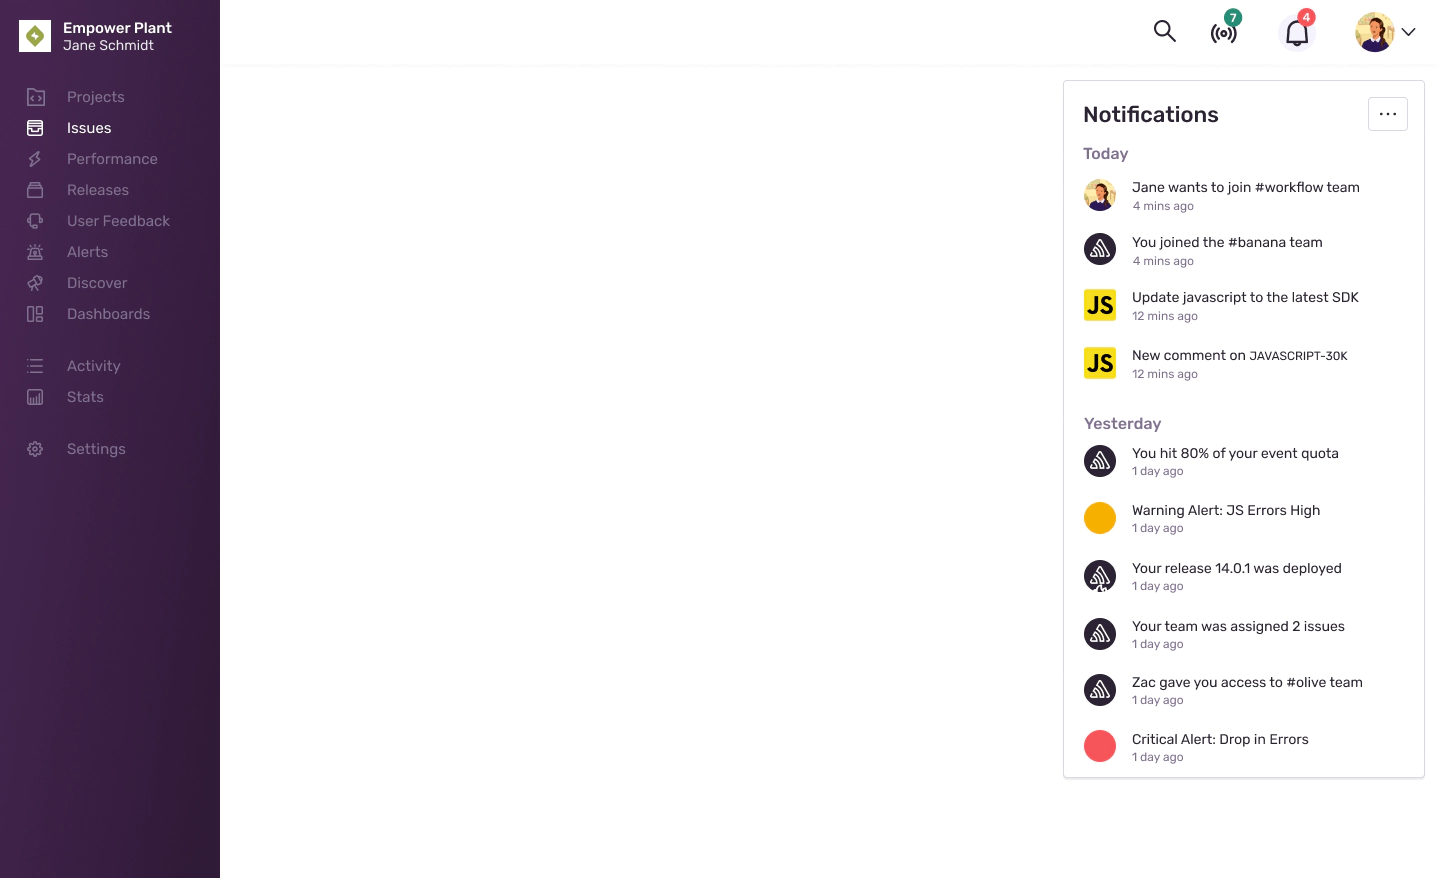 Empower Plant
Jane Schmidt
Projects
Issues
Performance
Releases
User Feedback
Alerts
Discover
Dashboards
Activity
Stats
Settings
7
4
Notifications
Today
Jane wants to join #workflow team
4 mins ago
You joined the #banana team
4 mins ago
JS
Update javascript to the latest SDK
12 mins ago
JS
New comment on JAVASCRIPT-30K
12 mins ago
Yesterday
You hit 80% of your event quota
1 day ago
Warning Alert: JS Errors High
1 day ago
Your release 14.0.1 was deployed
1 day ago
Your team was assigned 2 issues
1 day ago
Zac gave you access to #olive team
1 day ago
Critical Alert: Drop in Errors
1 day ago